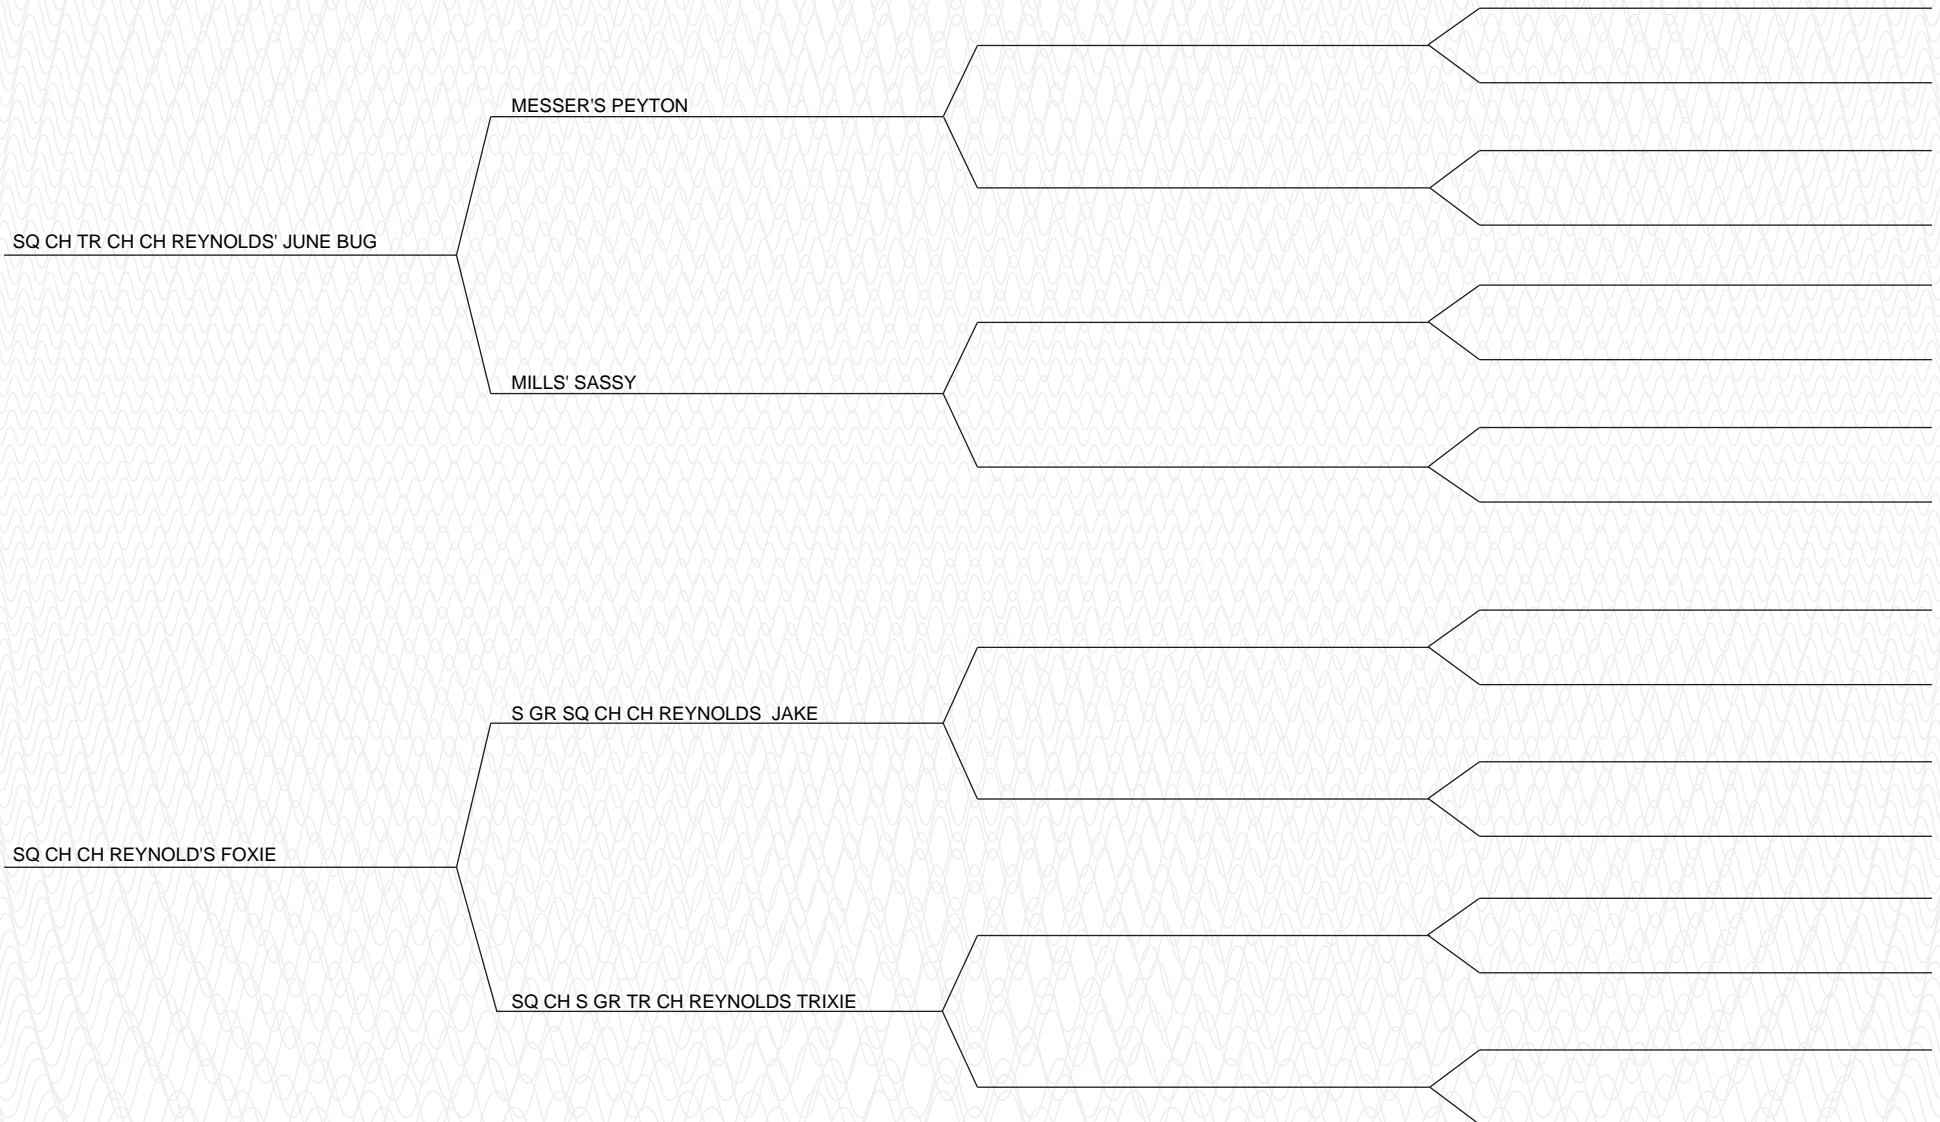 MESSER'S PEYTON
SQ CH TR CH CH REYNOLDS' JUNE BUG
MILLS' SASSY
S GR SQ CH CH REYNOLDS  JAKE
SQ CH CH REYNOLD'S FOXIE
SQ CH S GR TR CH REYNOLDS TRIXIE